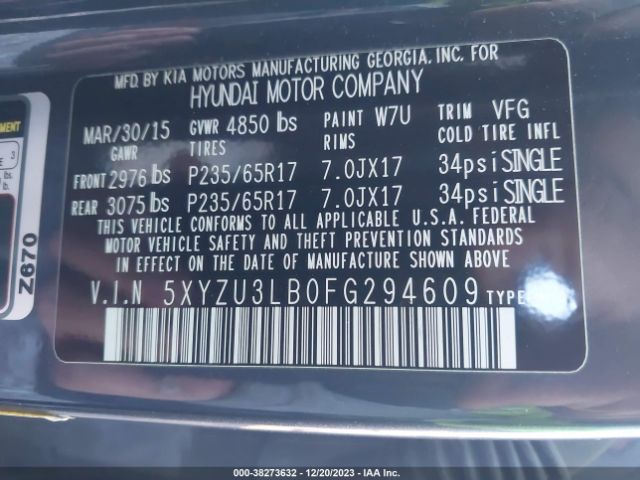 MFD. BY KIA MOTORS MANUFACTURING GEORGIA, INC. FOR
HYUNDAI MOTOR COMPANY
MAR/30/15 GVWR 4850 lbs PAINT W7U TRIM VFG
GAWR TIRES RIMS COLD TIRE INFL
FRONT 2976 lbs P235/65R17 7.0JX17 34psi SINGLE
REAR 3075 lbs P235/65R17 7.0JX17 34psi SINGLE
THIS VEHICLE CONFORMS TO ALL APPLICABLE U.S.A. FEDERAL
MOTOR VEHICLE SAFETY AND THEFT PREVENTION STANDARDS
IN EFFECT ON THE DATE OF MANUFACTURE SHOWN ABOVE.
V.I.N 5XYZU3LB0FG294609 TYPE
Z670
3
lbs.
000-38273632 - 12/20/2023 - IAA Inc.